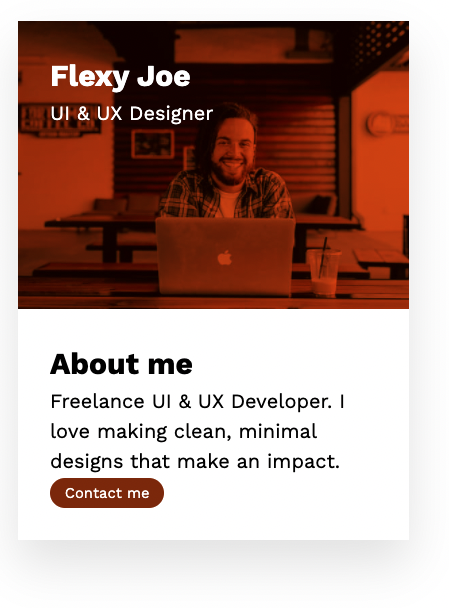 Flexy Joe
UI & UX Designer
About me
Freelance UI & UX Developer. I
love making clean, minimal
designs that make an impact.
Contact me